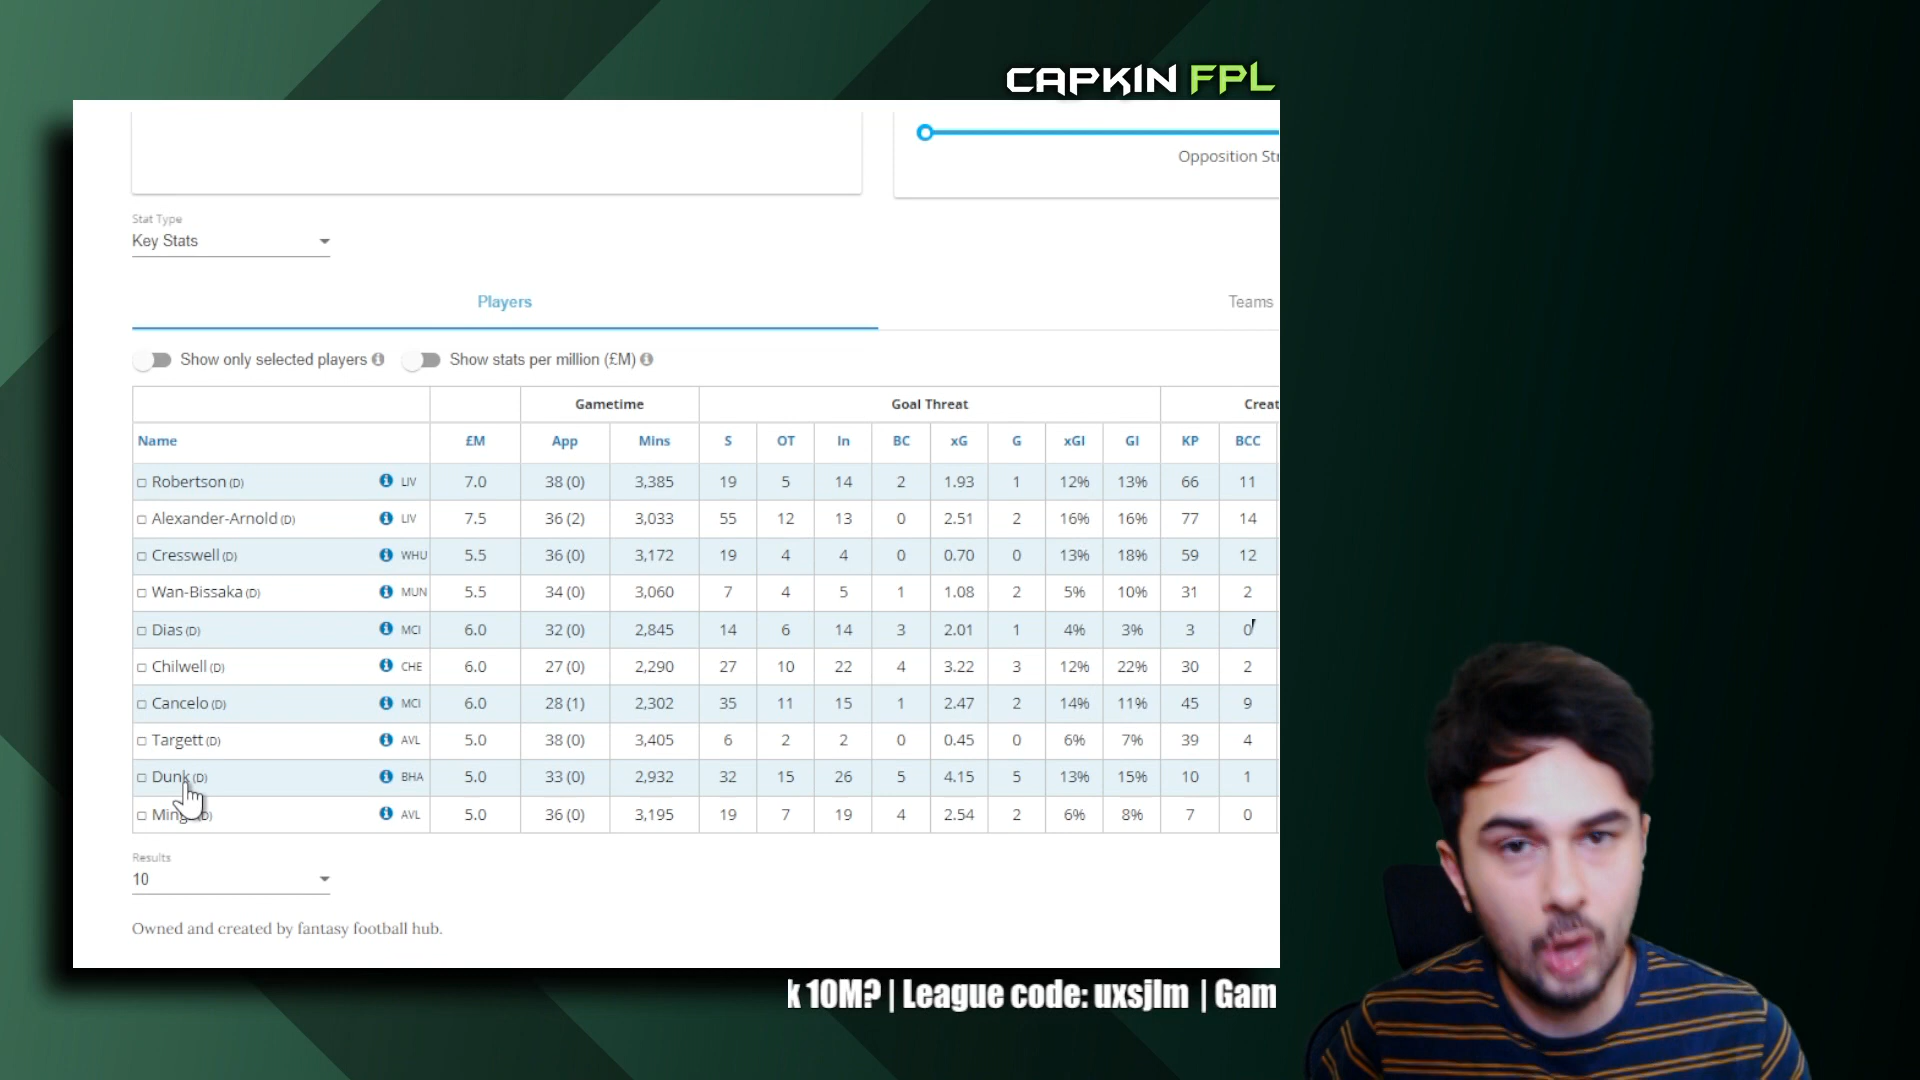 CAPKIN FPL
Opposition Str
Stat Type
Key Stats
Players Teams
Show only selected players Show stats per million (£M)
Gametime Goal Threat Creat
Name £M App Mins S OT In BC xG G xGI GI KP BCC
Robertson (D) LIV 7.0 38 (0) 3,385 19 5 14 2 1.93 1 12% 13% 66 11
Alexander-Arnold (D) LIV 7.5 36 (2) 3,033 55 12 13 0 2.51 2 16% 16% 77 14
Cresswell (D) WHU 5.5 36 (0) 3,172 19 4 4 0 0.70 0 13% 18% 59 12
Wan-Bissaka (D) MUN 5.5 34 (0) 3,060 7 4 5 1 1.08 2 5% 10% 31 2
Dias (D) MCI 6.0 32 (0) 2,845 14 6 14 3 2.01 1 4% 3% 3 0
Chilwell (D) CHE 6.0 27 (0) 2,290 27 10 22 4 3.22 3 12% 22% 30 2
Cancelo (D) MCI 6.0 28 (1) 2,302 35 11 15 1 2.47 2 14% 11% 45 9
Targett (D) AVL 5.0 38 (0) 3,405 6 2 2 0 0.45 0 6% 7% 39 4
Dunk (D) BHA 5.0 33 (0) 2,932 32 15 26 5 4.15 5 13% 15% 10 1
AVL 5.0 36 (0) 3,195 19 7 19 4 2.54 2 6% 8% 7 0
Results
10
Owned and created by fantasy football hub.
k 10M? | League code: uxsjlm | Gam